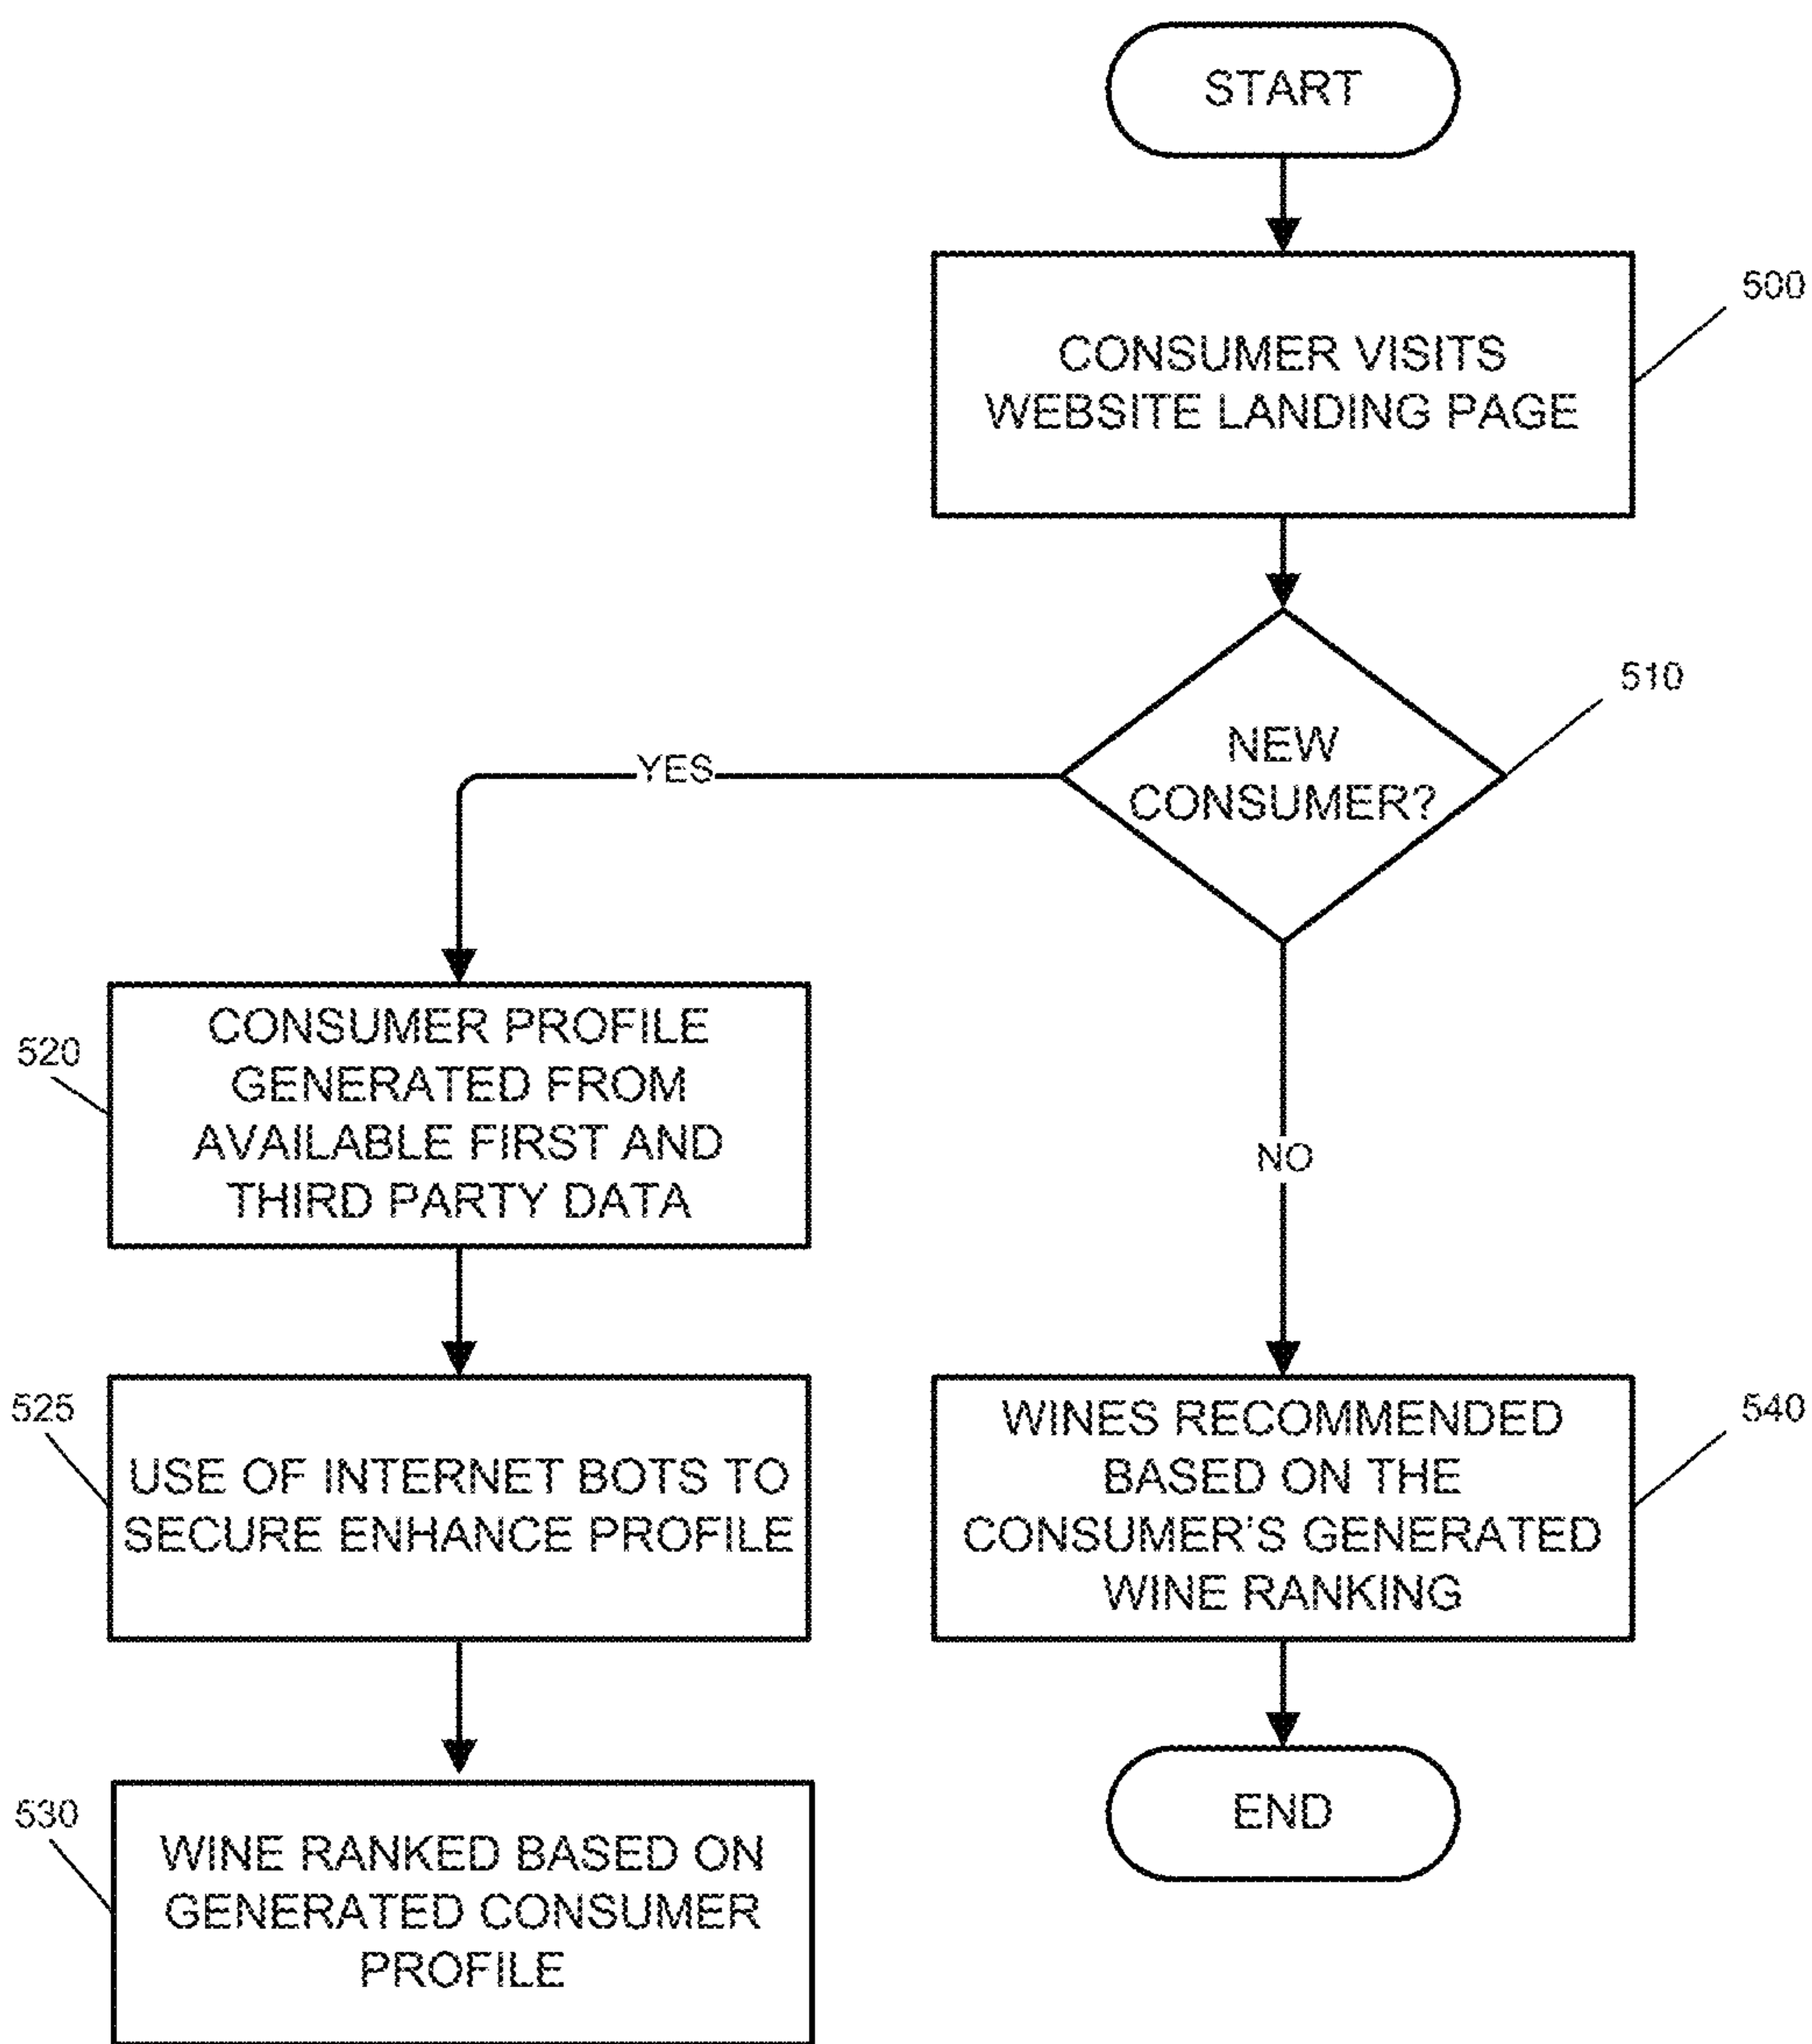 START
500
CONSUMER VISITS
WEBSITE LANDING PAGE
510
NEW
CONSUMER?
YES
NO
520
CONSUMER PROFILE
GENERATED FROM
AVAILABLE FIRST AND
THIRD PARTY DATA
525
USE OF INTERNET BOTS TO
SECURE ENHANCE PROFILE
530
WINE RANKED BASED ON
GENERATED CONSUMER
PROFILE
540
WINES RECOMMENDED
BASED ON THE
CONSUMER'S GENERATED
WINE RANKING
END